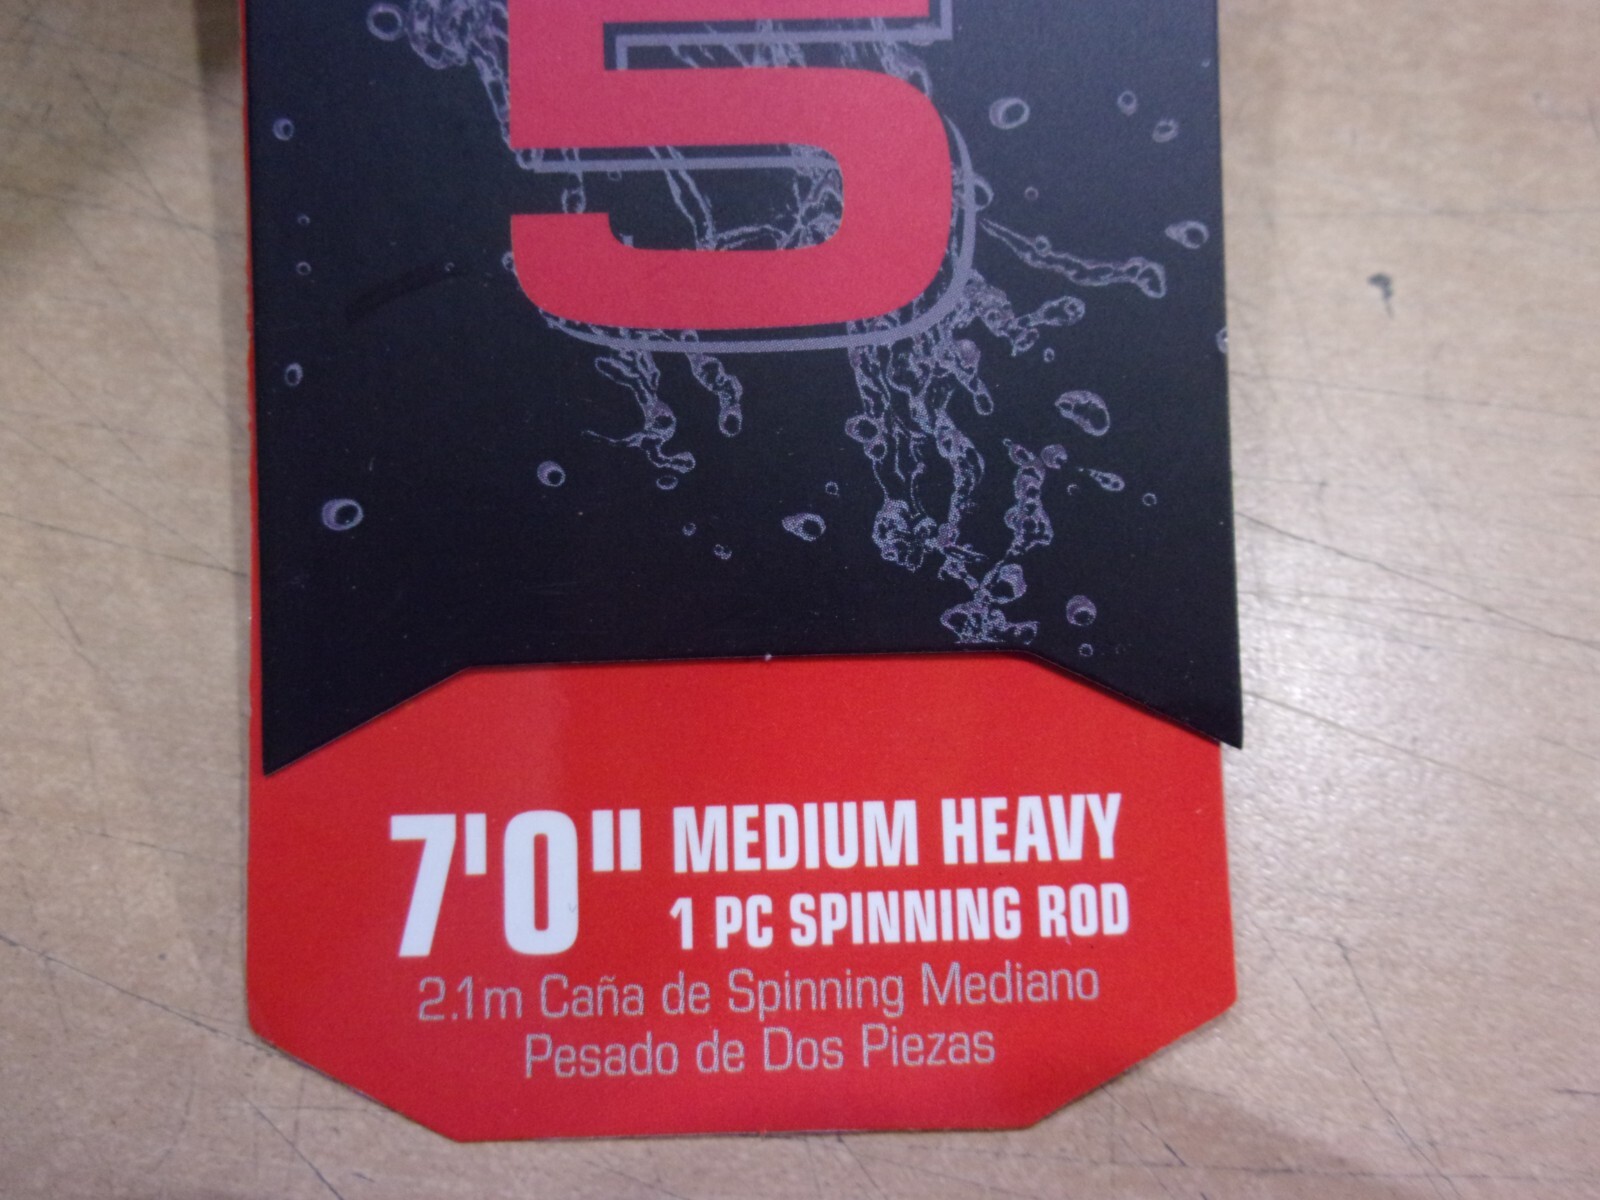 5
7'0" MEDIUM HEAVY
1 PC SPINNING ROD
2.1m Caña de Spinning Mediano
Pesado de Dos Piezas